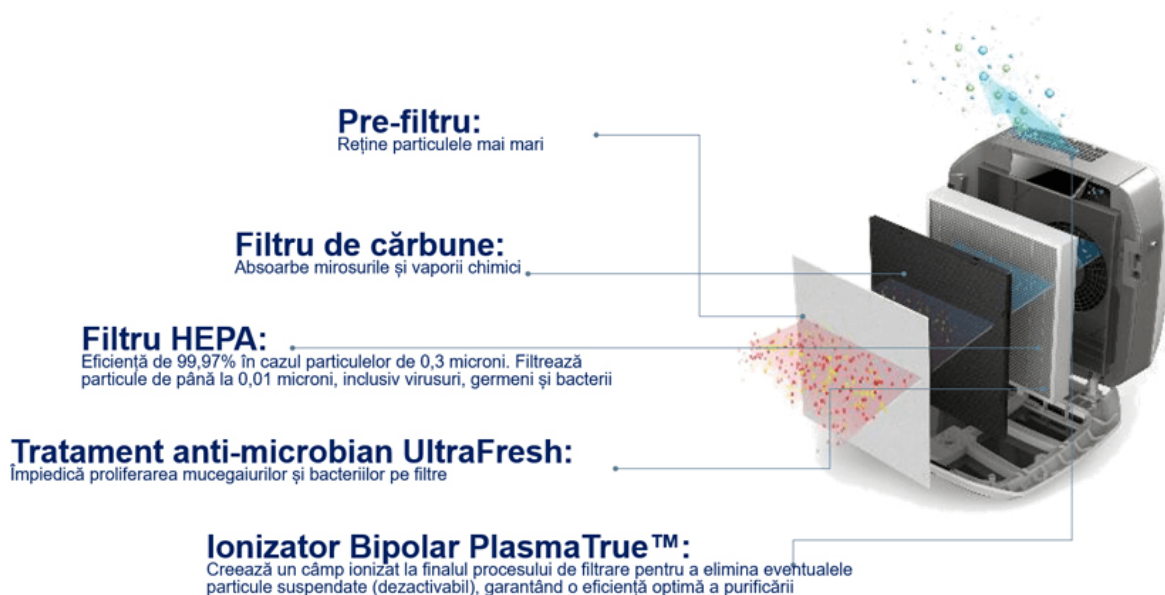 Pre-filtru:
Reține particulele mai mari
Filtru de cărbune:
Absoarbe mirosurile și vaporii chimici
Filtru HEPA:
Eficiență de 99,97% în cazul particulelor de 0,3 microni. Filtrează
particule de până la 0,01 microni, inclusiv virusuri, germeni și bacterii
Tratament anti-microbian UltraFresh:
Împiedică proliferarea mucegaiurilor și bacteriilor pe filtre
Ionizator Bipolar PlasmaTrue™:
Creează un câmp ionizat la finalul procesului de filtrare pentru a elimina eventualele
particule suspendate (dezactivabil), garantând o eficiență optimă a purificării